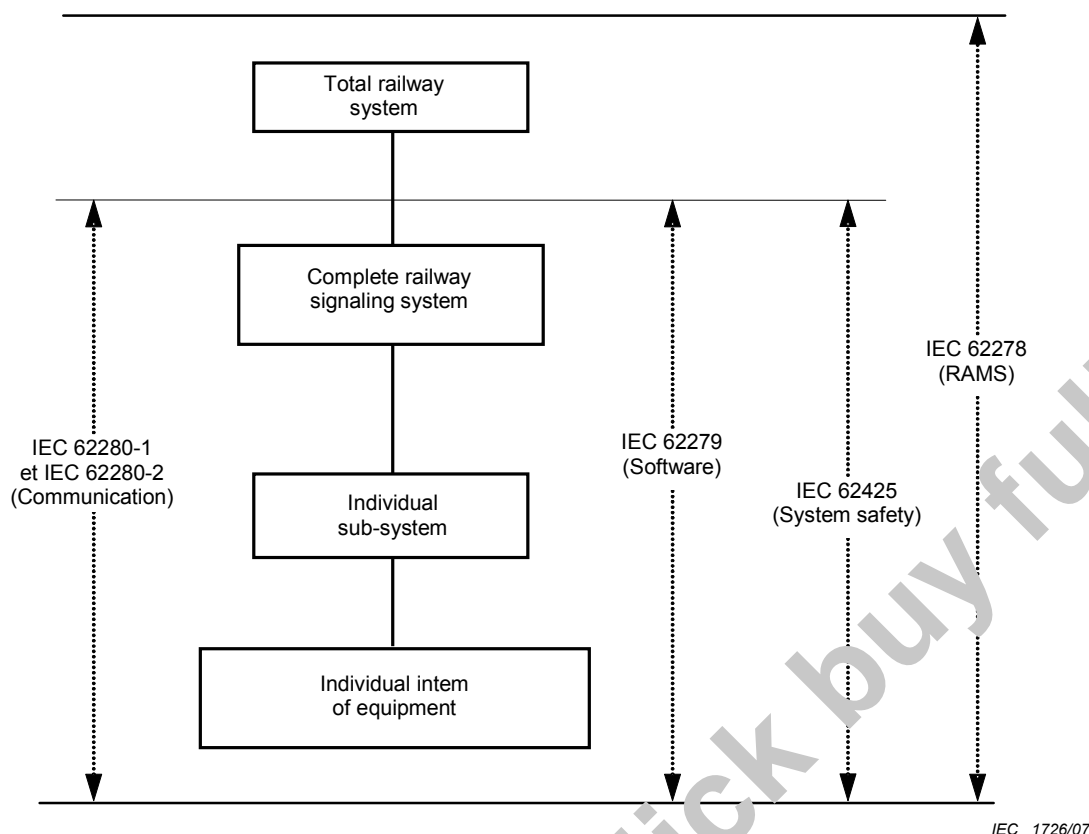 Total railway
system
Complete railway
signaling system
IEC 62278
(RAMS)
IEC 62280-1
et IEC 62280-2
(Communication)
IEC 62279
(Software)
IEC 62425
(System safety)
Individual
sub-system
Individual intem
of equipment
IEC 1726/07
buy